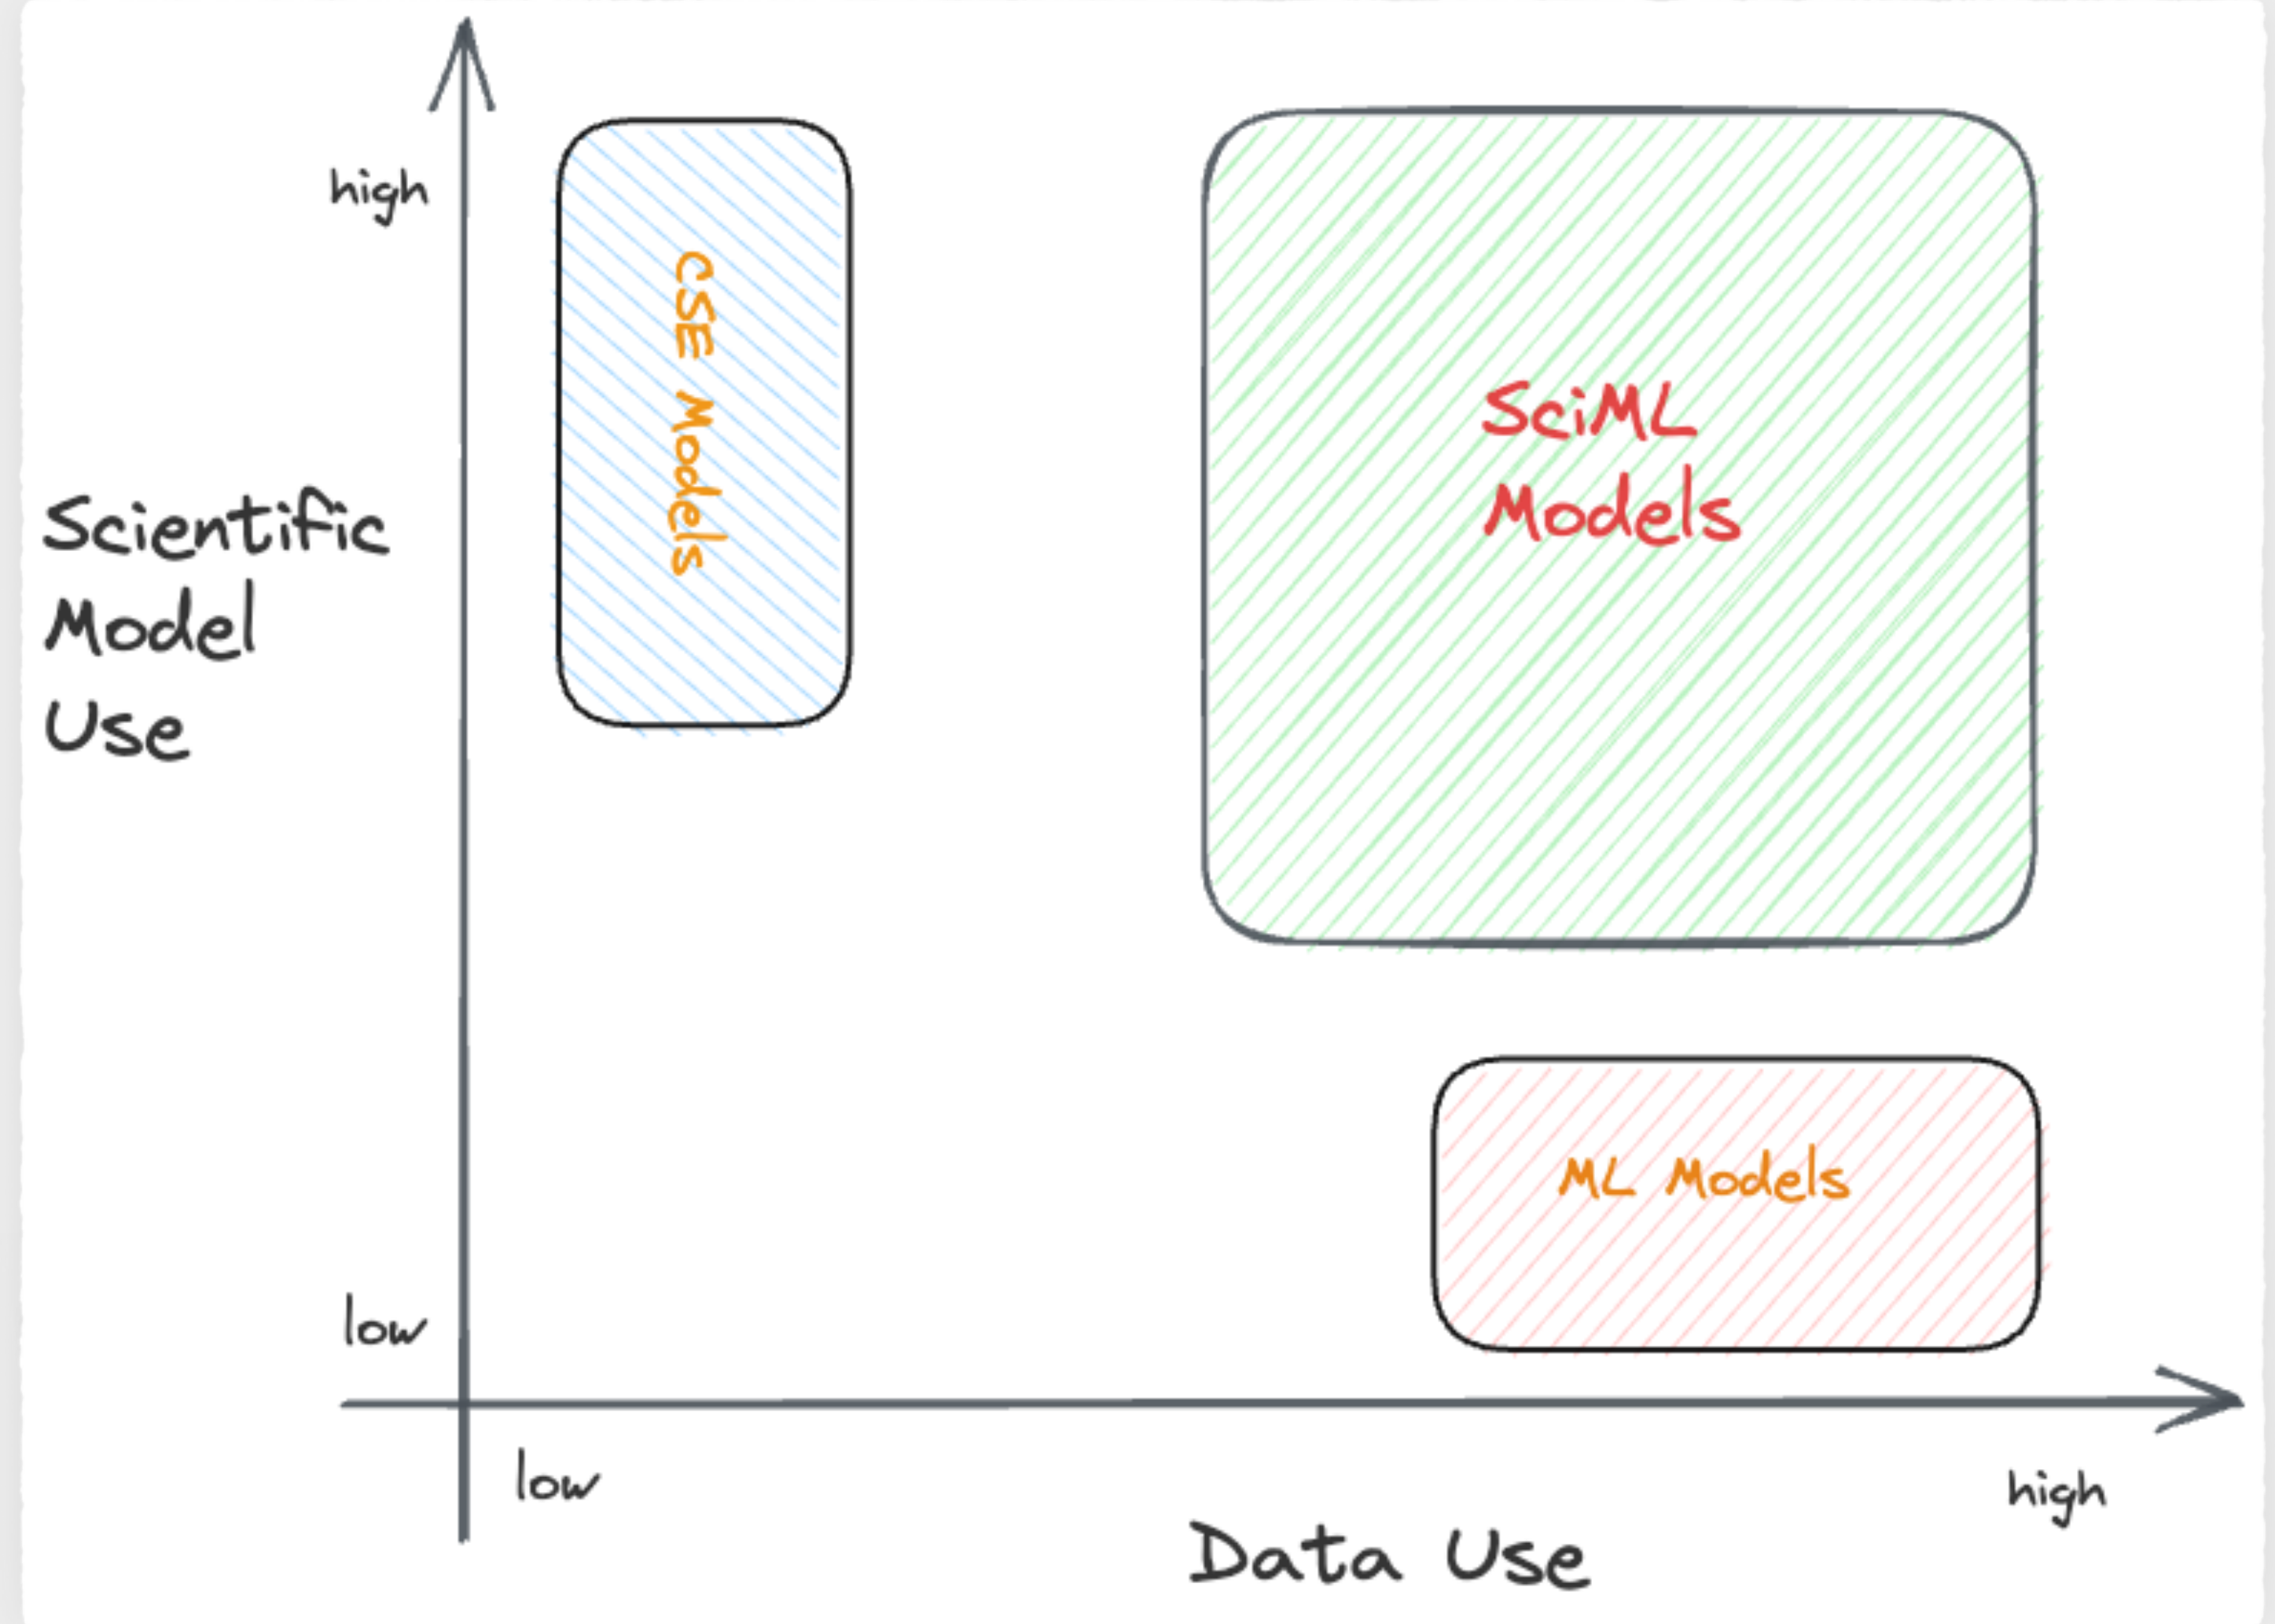 high
CSE Models
SciML
Models
Scientific
Model
Use
ML Models
low
low
high
Data Use